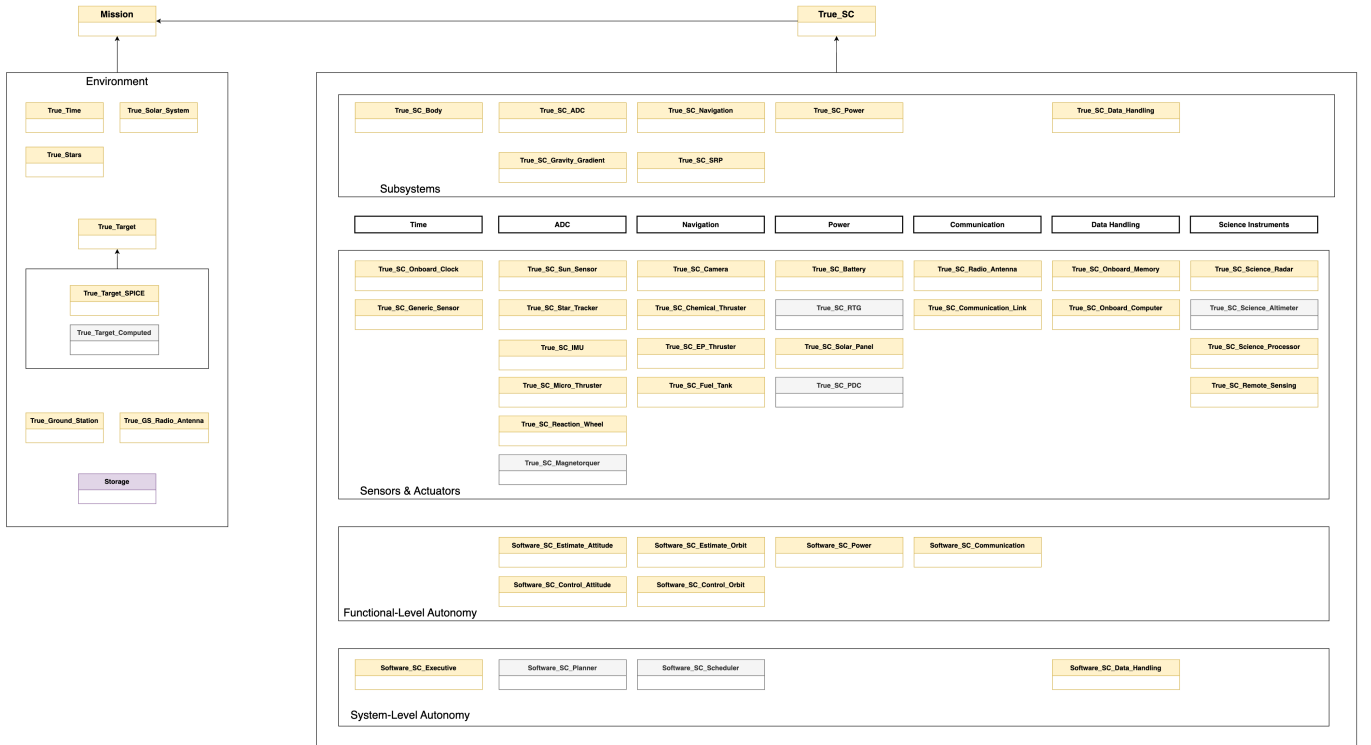 Mission
True_SC
Environment
True_Time
True_Solar_System
True_Stars
True_Target
True_Target_SPICE
True_Target_Computed
True_Ground_Station
True_GS_Radio_Antenna
Storage
True_SC_Body
True_SC_ADC
True_SC_Navigation
True_SC_Power
True_SC_Data_Handling
True_SC_Gravity_Gradient
True_SC_SRP
Subsystems
Time
ADC
Navigation
Power
Communication
Data Handling
Science Instruments
True_SC_Onboard_Clock
True_SC_Sun_Sensor
True_SC_Camera
True_SC_Battery
True_SC_Radio_Antenna
True_SC_Onboard_Memory
True_SC_Science_Radar
True_SC_Generic_Sensor
True_SC_Star_Tracker
True_SC_Chemical_Thruster
True_SC_RTG
True_SC_Communication_Link
True_SC_Onboard_Computer
True_SC_Science_Altimeter
True_SC_IMU
True_SC_EP_Thruster
True_SC_Solar_Panel
True_SC_Science_Processor
True_SC_Micro_Thruster
True_SC_Fuel_Tank
True_SC_PDC
True_SC_Remote_Sensing
True_SC_Reaction_Wheel
True_SC_Magnetorquer
Sensors & Actuators
Software_SC_Estimate_Attitude
Software_SC_Estimate_Orbit
Software_SC_Power
Software_SC_Communication
Software_SC_Control_Attitude
Software_SC_Control_Orbit
Functional-Level Autonomy
Software_SC_Executive
Software_SC_Planner
Software_SC_Scheduler
Software_SC_Data_Handling
System-Level Autonomy